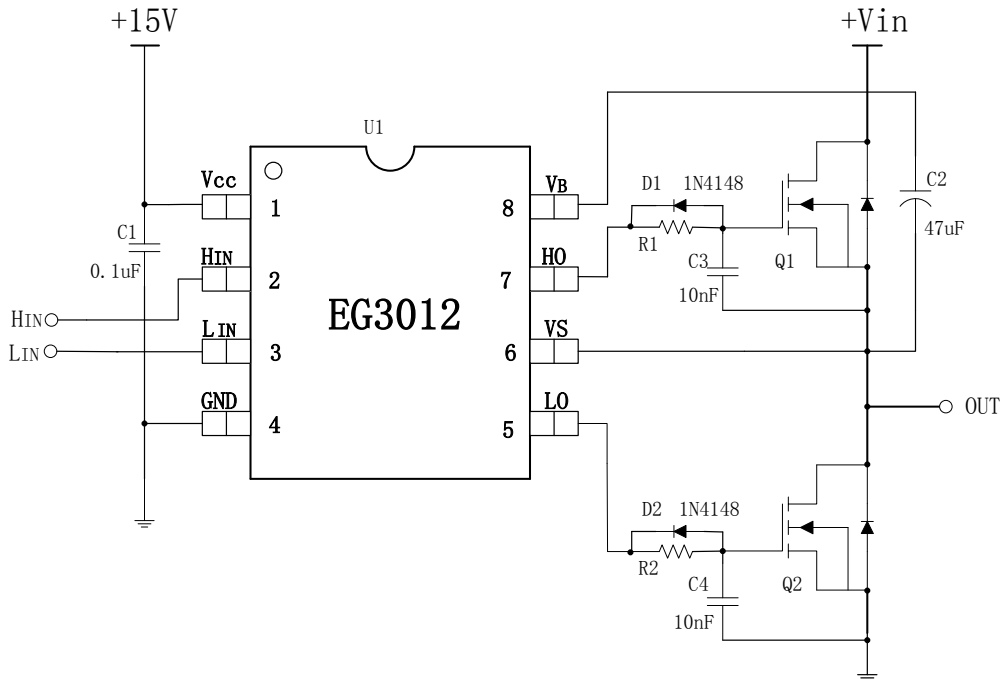 +15V
+Vin
U1
Vcc
1
VB
8
D1 1N4148
C2
47uF
C1
0.1uF
R1
HIN
2
HO
7
C3
10nF
Q1
HIN
EG3012
LIN
3
VS
6
LIN
GND
4
LO
5
OUT
D2 1N4148
R2
C4
10nF
Q2